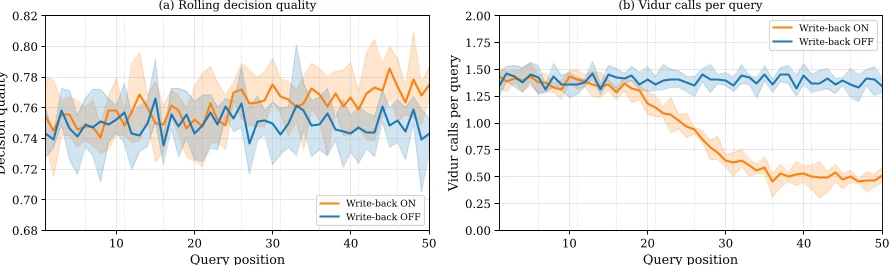 (a) Rolling decision quality
Decision quality
0.82
0.80
0.78
0.76
0.74
0.72
0.70
0.68
10
20
30
40
50
Query position
Write-back ON
Write-back OFF
(b) Vidur calls per query
Vidur calls per query
2.00
1.75
1.50
1.25
1.00
0.75
0.50
0.25
0.00
10
20
30
40
50
Query position
Write-back ON
Write-back OFF